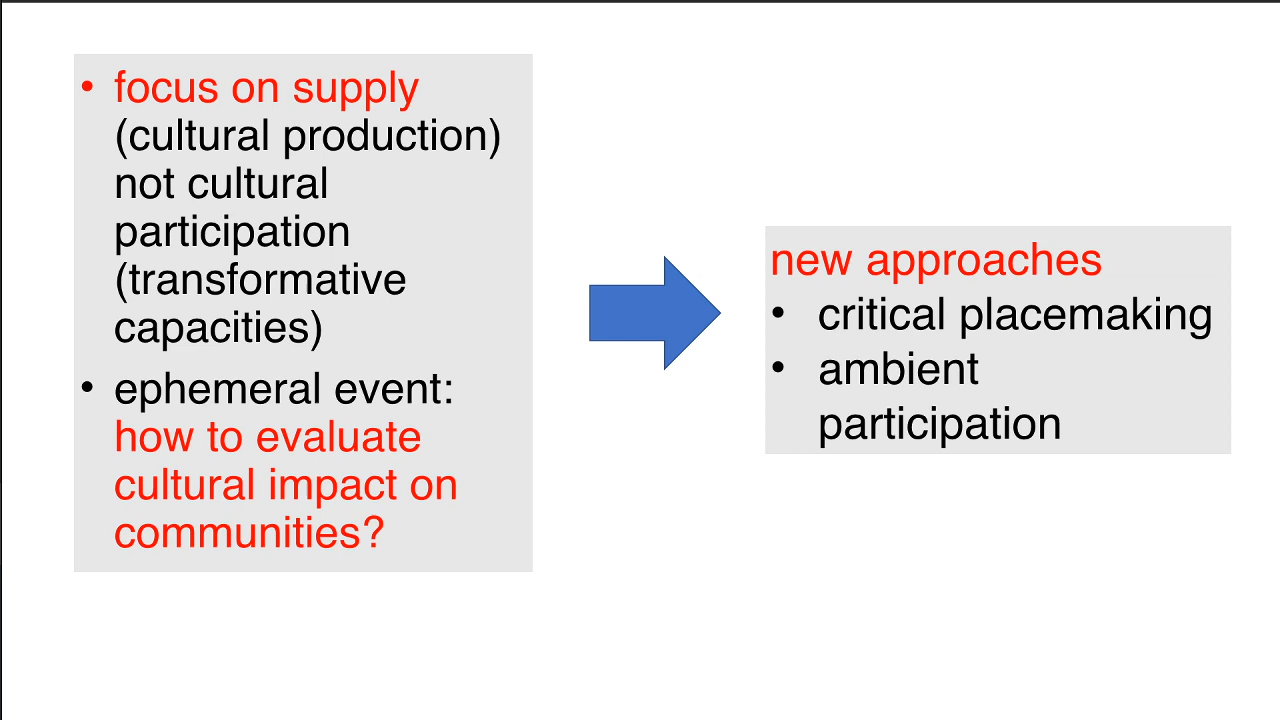 • focus on supply
(cultural production)
not cultural
participation
(transformative
capacities)
• ephemeral event:
how to evaluate
cultural impact on
communities?
new approaches
• critical placemaking
• ambient
participation